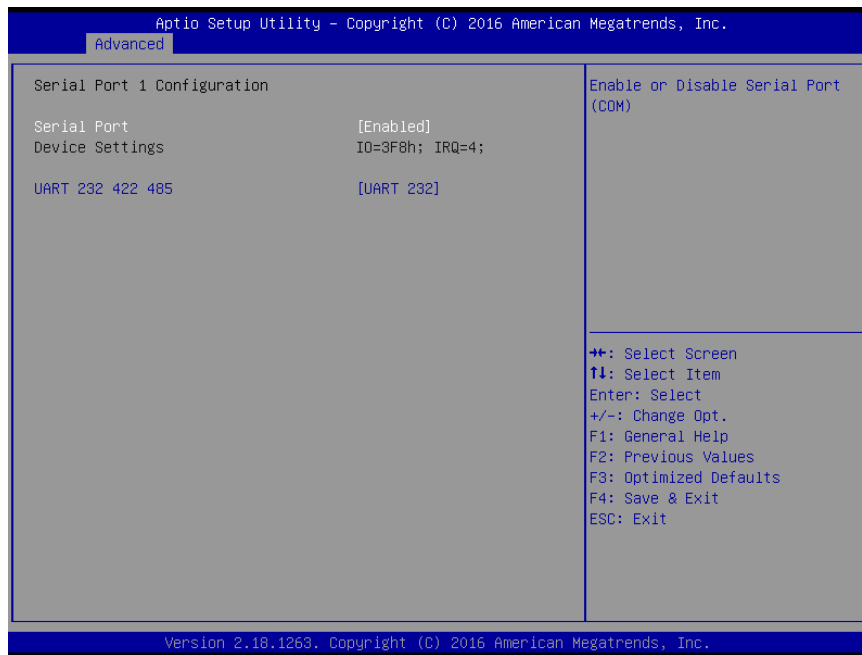 Aptio Setup Utility – Copyright (C) 2016 American Megatrends, Inc.
Advanced
Serial Port 1 Configuration
Serial Port [Enabled]
Device Settings IO=3F8h; IRQ=4;
UART 232 422 485 [UART 232]
Enable or Disable Serial Port
(COM)
→←: Select Screen
↑↓: Select Item
Enter: Select
+/-: Change Opt.
F1: General Help
F2: Previous Values
F3: Optimized Defaults
F4: Save & Exit
ESC: Exit
Version 2.18.1263. Copyright (C) 2016 American Megatrends, Inc.